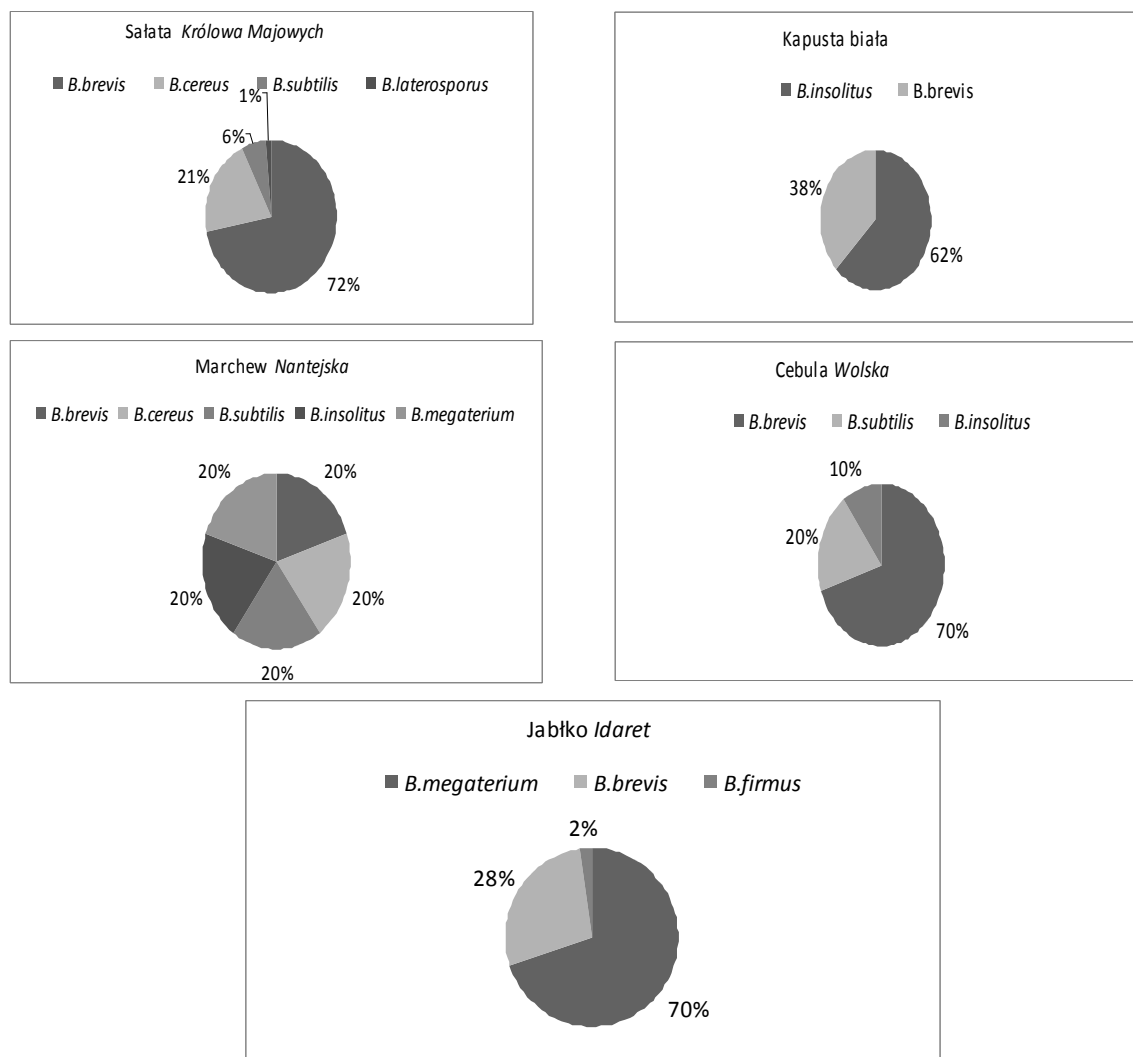 Sałata Królowa Majowych
B.brevis B.cereus B.subtilis B.laterosporus
1%
6%
21%
72%
Kapusta biała
B.insolitus B.brevis
38%
62%
Marchew Nantejska
B.brevis B.cereus B.subtilis B.insolitus B.megaterium
20% 20%
20% 20%
20%
Cebula Wolska
B.brevis B.subtilis B.insolitus
10%
20%
70%
Jabłko Idaret
B.megaterium B.brevis B.firmus
2%
28%
70%